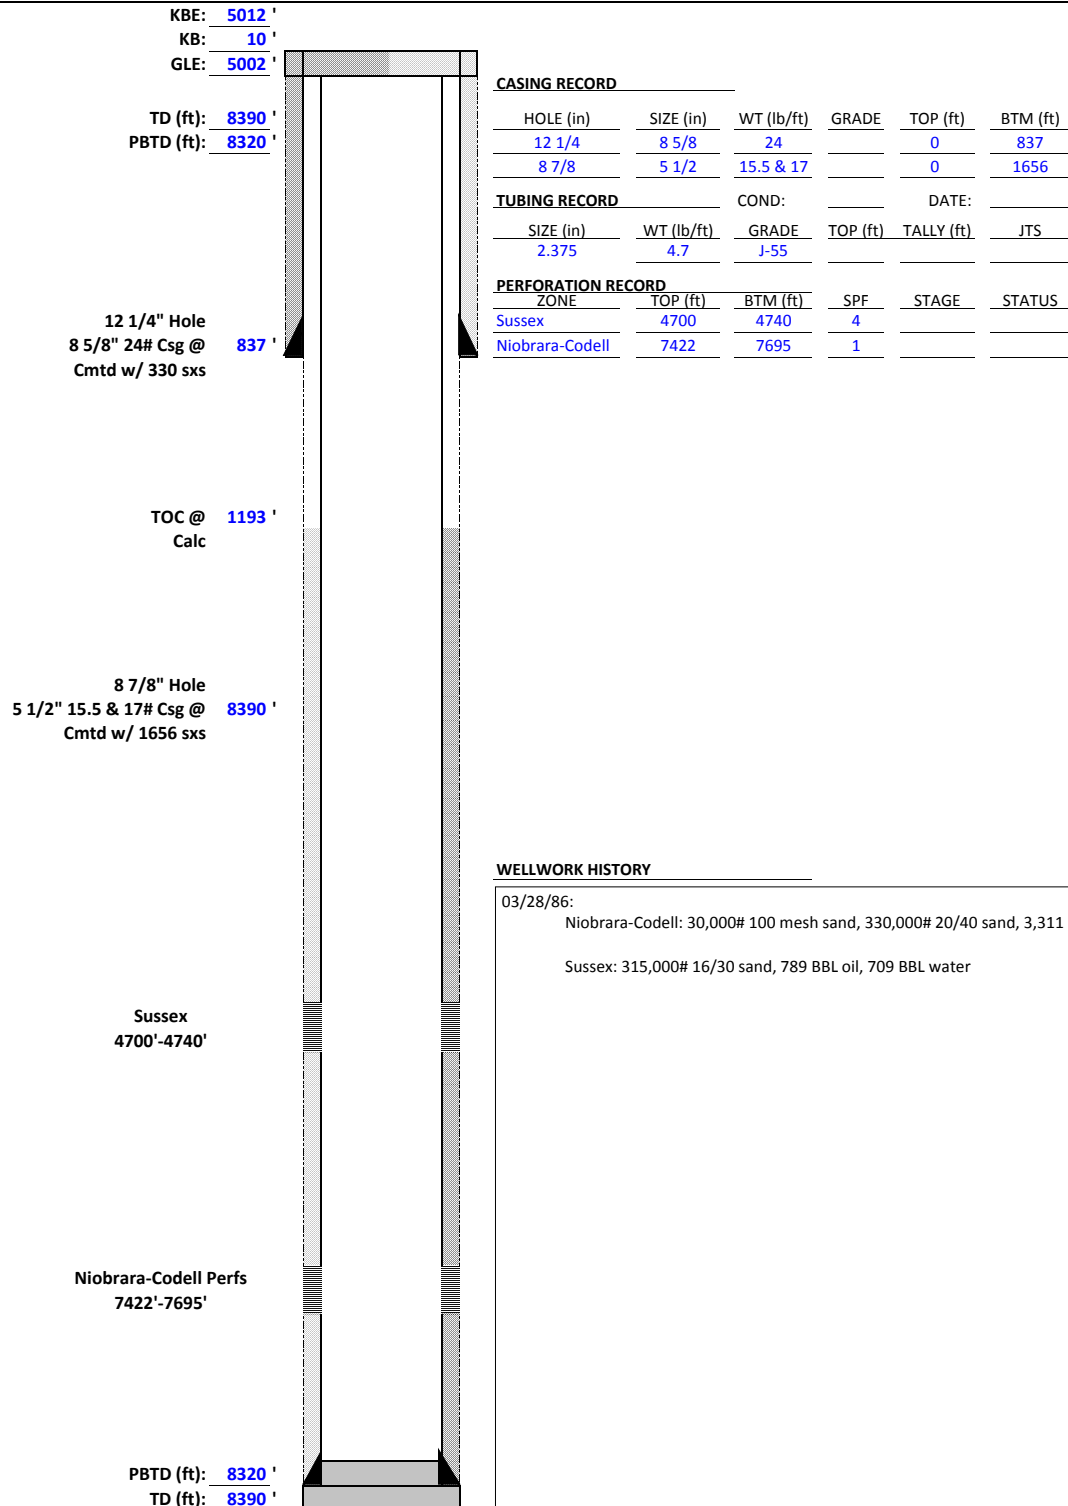 KBE: 5012 '
KB: 10 '
GLE: 5002 '
TD (ft): 8390 '
PBTD (ft): 8320 '
CASING RECORD
HOLE (in) SIZE (in) WT (lb/ft) GRADE TOP (ft) BTM (ft)
12 1/4 8 5/8 24 0 837
8 7/8 5 1/2 15.5 & 17 0 1656
TUBING RECORD COND: DATE:
SIZE (in) WT (lb/ft) GRADE TOP (ft) TALLY (ft) JTS
2.375 4.7 J-55
PERFORATION RECORD
ZONE TOP (ft) BTM (ft) SPF STAGE STATUS
Sussex 4700 4740 4
Niobrara-Codell 7422 7695 1
12 1/4" Hole
8 5/8" 24# Csg @ 837 '
Cmtd w/ 330 sxs
TOC @ 1193 '
Calc
8 7/8" Hole
5 1/2" 15.5 & 17# Csg @ 8390 '
Cmtd w/ 1656 sxs
WELLWORK HISTORY
03/28/86:
Niobrara-Codell: 30,000# 100 mesh sand, 330,000# 20/40 sand, 3,311
Sussex: 315,000# 16/30 sand, 789 BBL oil, 709 BBL water
Sussex
4700'-4740'
Niobrara-Codell Perfs
7422'-7695'
PBTD (ft): 8320 '
TD (ft): 8390 '